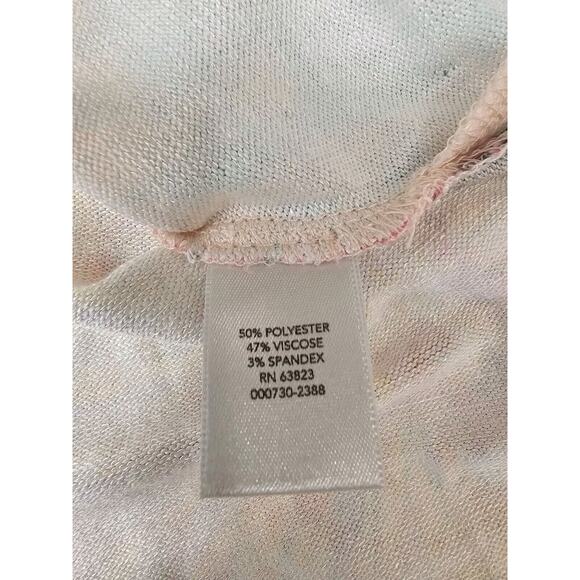 50% POLYESTER
47% VISCOSE
3% SPANDEX
RN 63823
000730-2388